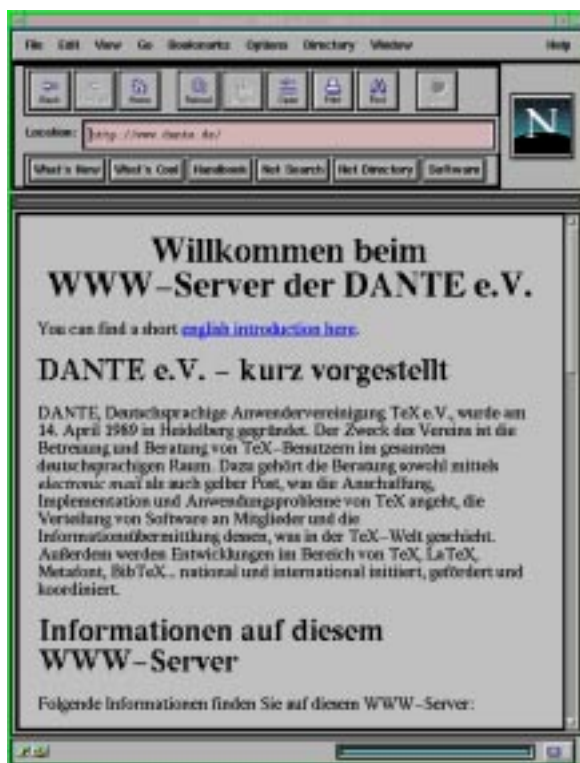 File Edit View Go Bookmarks Options Directory Window Help
Back Home Reload Open Print Find
Location: http://www.dante.de/
N
What's New What's Cool Handbook Net Search Net Directory Software
Willkommen beim
WWW-Server der DANTE e.V.
You can find a short english introduction here.
DANTE e.V. - kurz vorgestellt
DANTE, Deutschsprachige Anwendervereinigung TeX e.V., wurde am
14. April 1989 in Heidelberg gegründet. Der Zweck des Vereins ist die
Betreuung und Beratung von TeX-Benutzern im gesamten
deutschsprachigen Raum. Dazu gehört die Beratung sowohl mittels
electronic mail als auch gelber Post, was die Anschaffung,
Implementation und Anwendungsprobleme von TeX angeht, die
Verteilung von Software an Mitglieder und die
Informationsübermittlung dessen, was in der TeX-Welt geschieht.
Außerdem werden Entwicklungen im Bereich von TeX, LaTeX,
Metafont, BibTeX... national und international initiiert, gefördert und
koordiniert.
Informationen auf diesem
WWW-Server
Folgende Informationen finden Sie auf diesem WWW-Server: